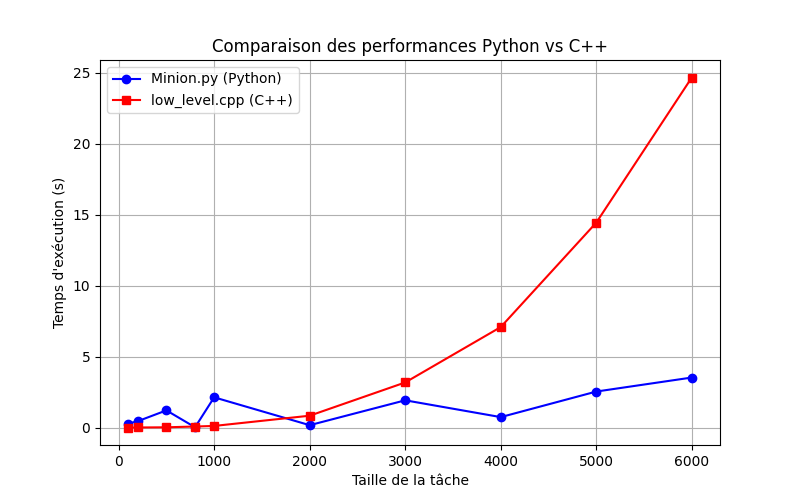 Comparaison des performances Python vs C++
Minion.py (Python)
low_level.cpp (C++)
25
20
15
10
5
0
Temps d'exécution (s)
0 1000 2000 3000 4000 5000 6000
Taille de la tâche